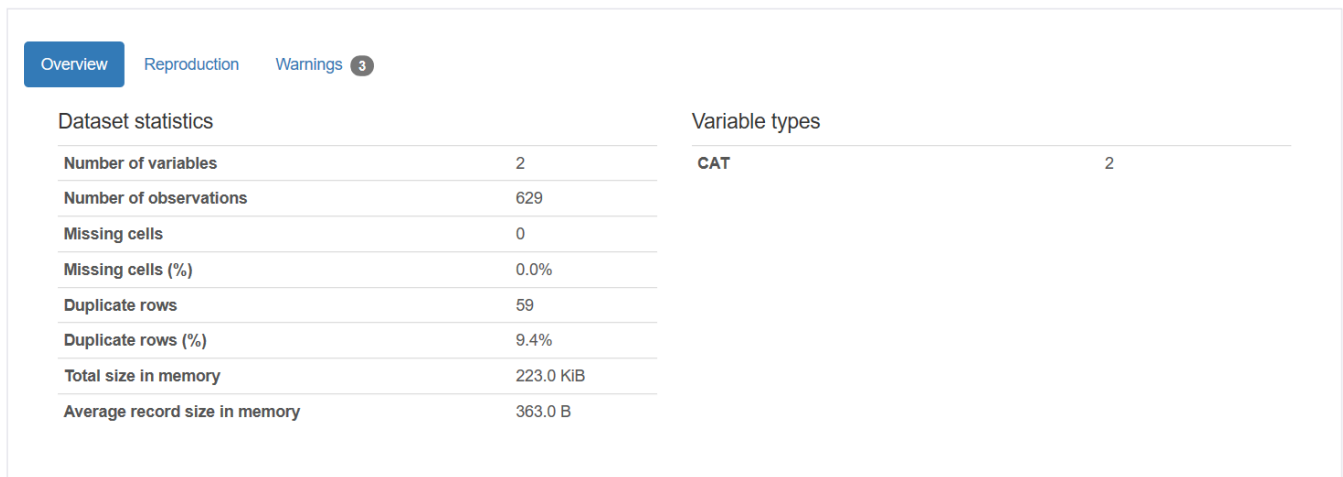 Overview Reproduction Warnings 3
Dataset statistics
Number of variables 2
Number of observations 629
Missing cells 0
Missing cells (%) 0.0%
Duplicate rows 59
Duplicate rows (%) 9.4%
Total size in memory 223.0 KiB
Average record size in memory 363.0 B
Variable types
CAT 2